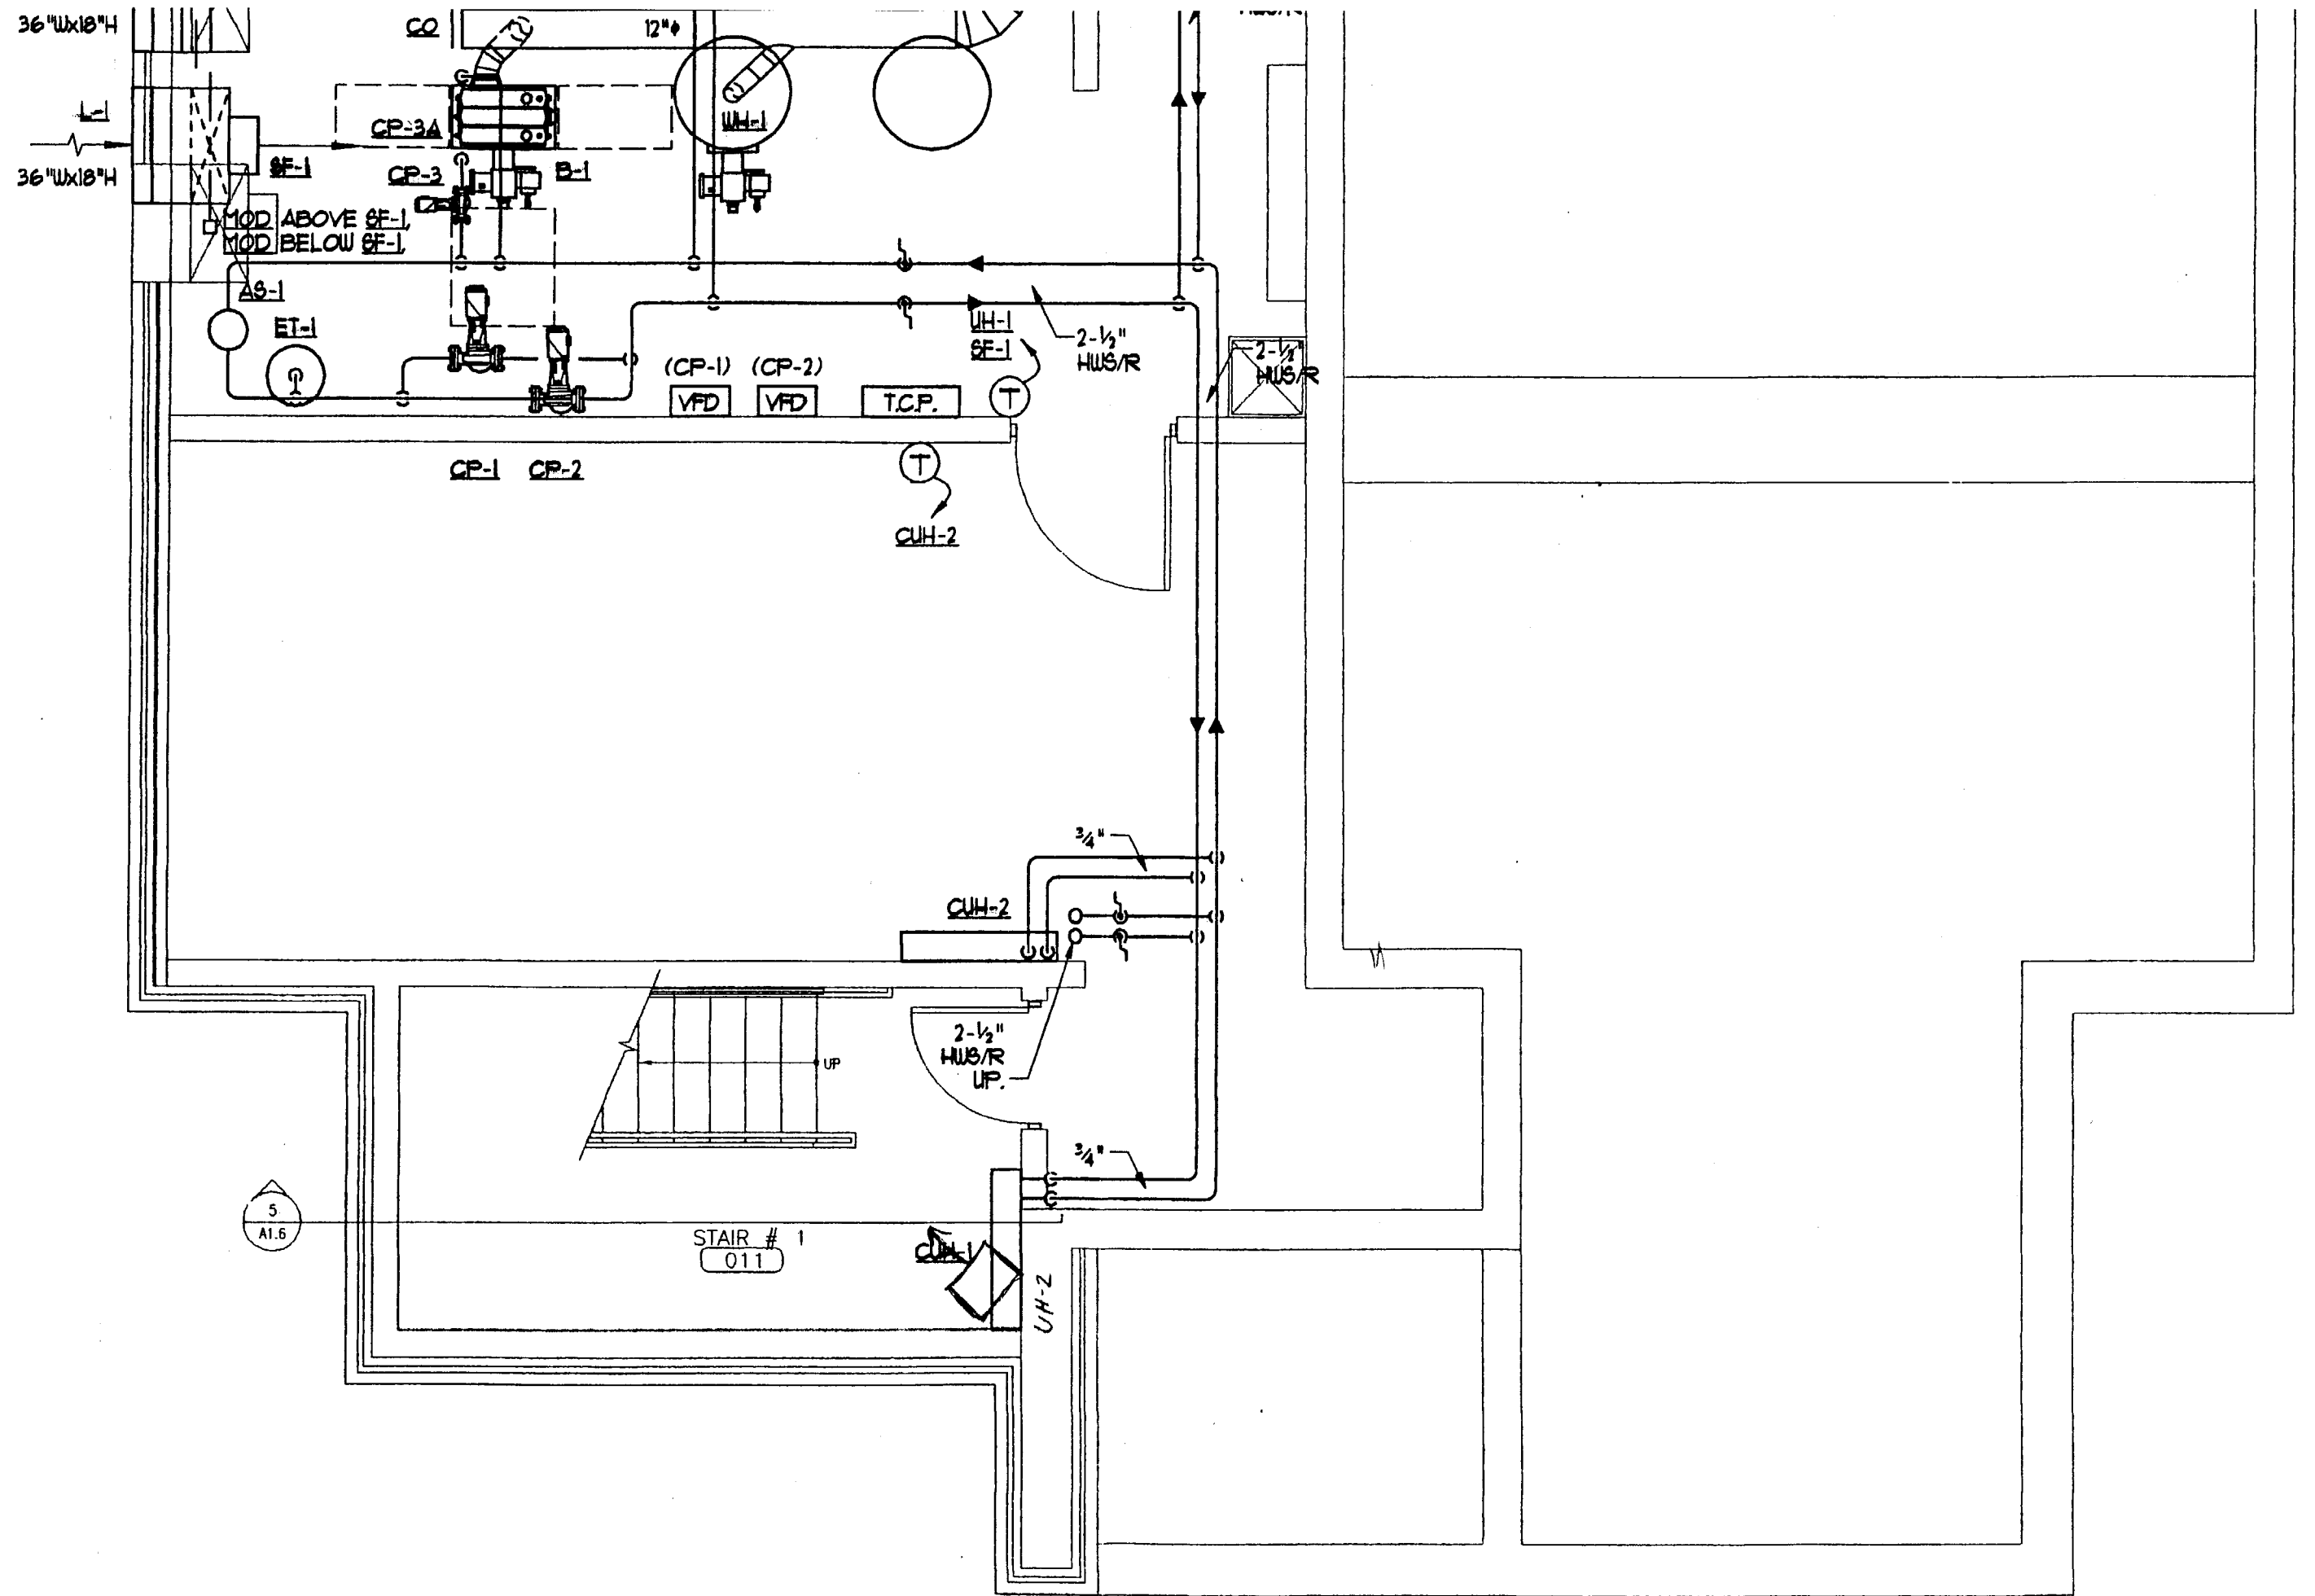 36"WX18"H
CO
12"φ
L-1
CP-3A
WH-1
SF-1
CP-3
B-1
36"WX18"H
MOD ABOVE SF-1,
MOD BELOW SF-1,
AS-1
ET-1
UH-1
SF-1
2-1/2"
HWS/R
2-1/2"
HWS/R
(CP-1) (CP-2)
VFD
VFD
T.C.P.
T
CP-1 CP-2
T
CUH-2
3/4"
CUH-2
2-1/2"
HWS/R
UP.
UP
3/4"
5
A1.6
STAIR # 1
011
CUH-1
UH-2